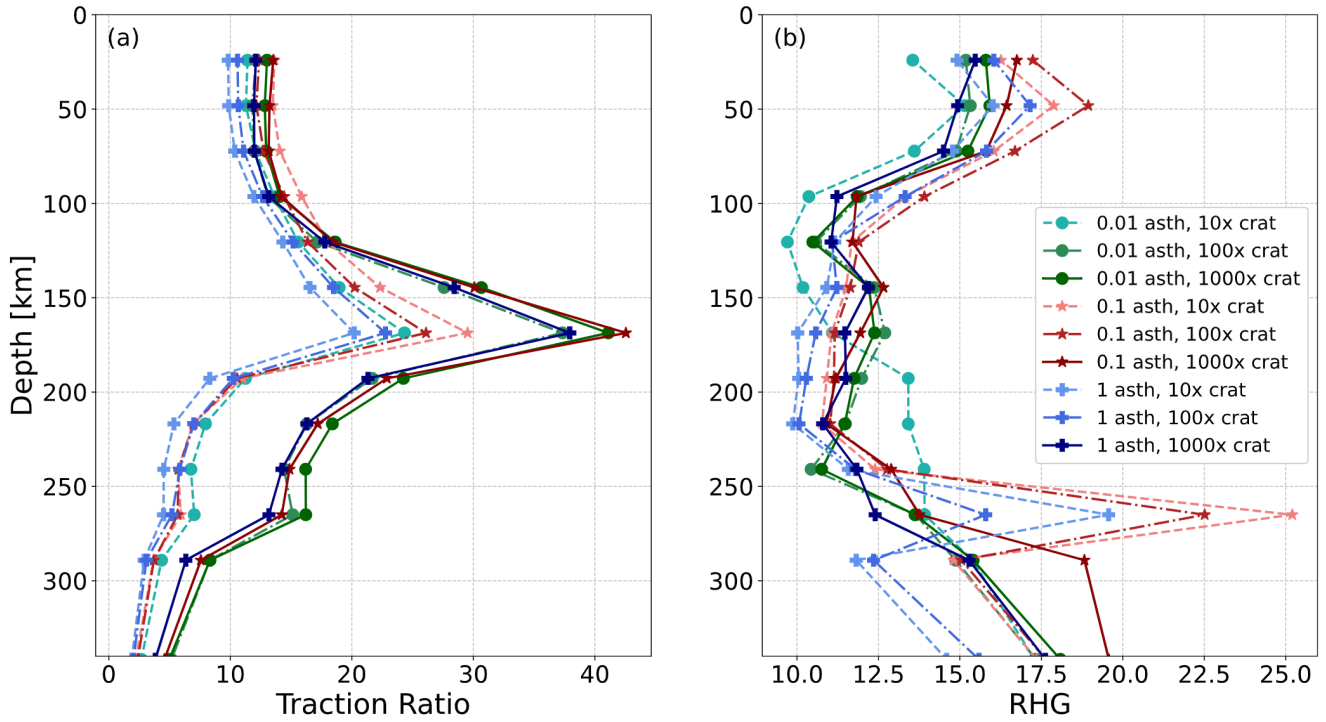 (a)
0
50
100
150
200
250
300
Depth [km]
0
10
20
30
40
Traction Ratio
(b)
0
50
100
150
200
250
300
10.0
12.5
15.0
17.5
20.0
22.5
25.0
RHG
0.01 asth, 10x crat
0.01 asth, 100x crat
0.01 asth, 1000x crat
0.1 asth, 10x crat
0.1 asth, 100x crat
0.1 asth, 1000x crat
1 asth, 10x crat
1 asth, 100x crat
1 asth, 1000x crat